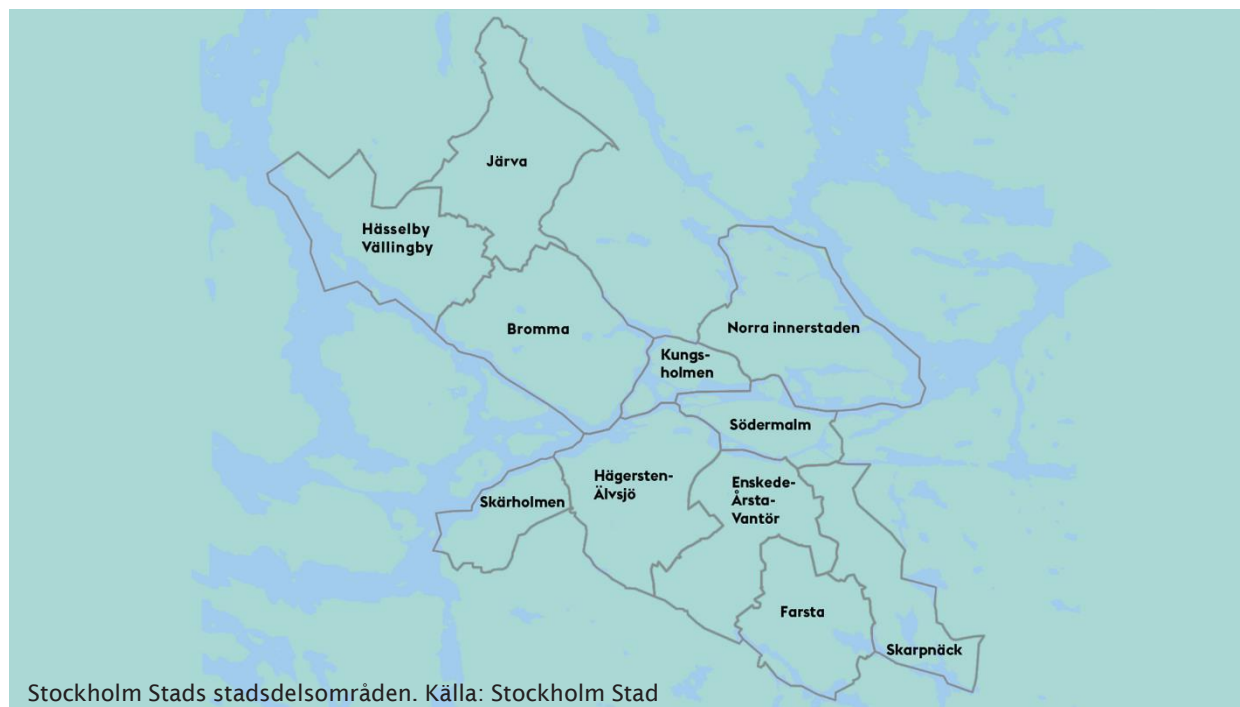 Järva
Hässelby
Vällingby
Bromma
Norra innerstaden
Kungs-
holmen
Södermalm
Hägersten-
Älvsjö
Skärholmen
Enskede-
Årsta-
Vantör
Farsta
Skarpnäck
Stockholm Stads stadsdelsområden. Källa: Stockholm Stad